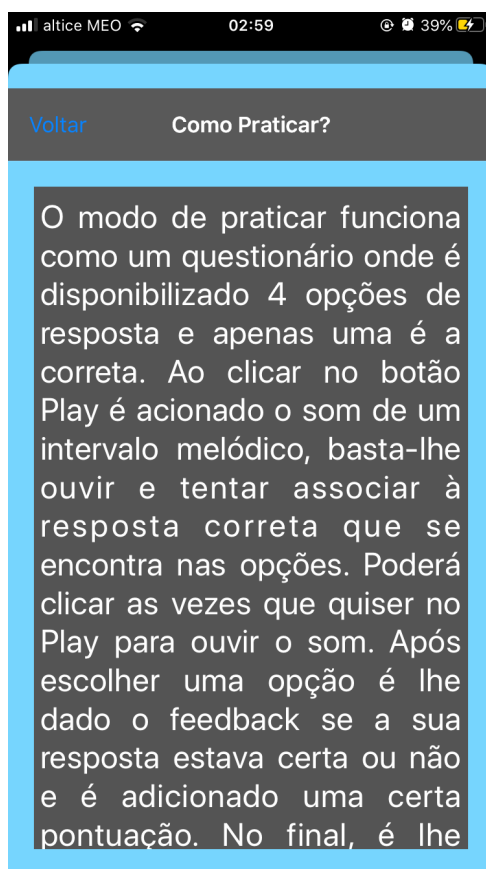 altice MEO 02:59 39%
Voltar Como Praticar?
O modo de praticar funciona
como um questionário onde é
disponibilizado 4 opções de
resposta e apenas uma é a
correta. Ao clicar no botão
Play é acionado o som de um
intervalo melódico, basta-lhe
ouvir e tentar associar à
resposta correta que se
encontra nas opções. Poderá
clicar as vezes que quiser no
Play para ouvir o som. Após
escolher uma opção é lhe
dado o feedback se a sua
resposta estava certa ou não
e é adicionado uma certa
pontuação. No final, é lhe